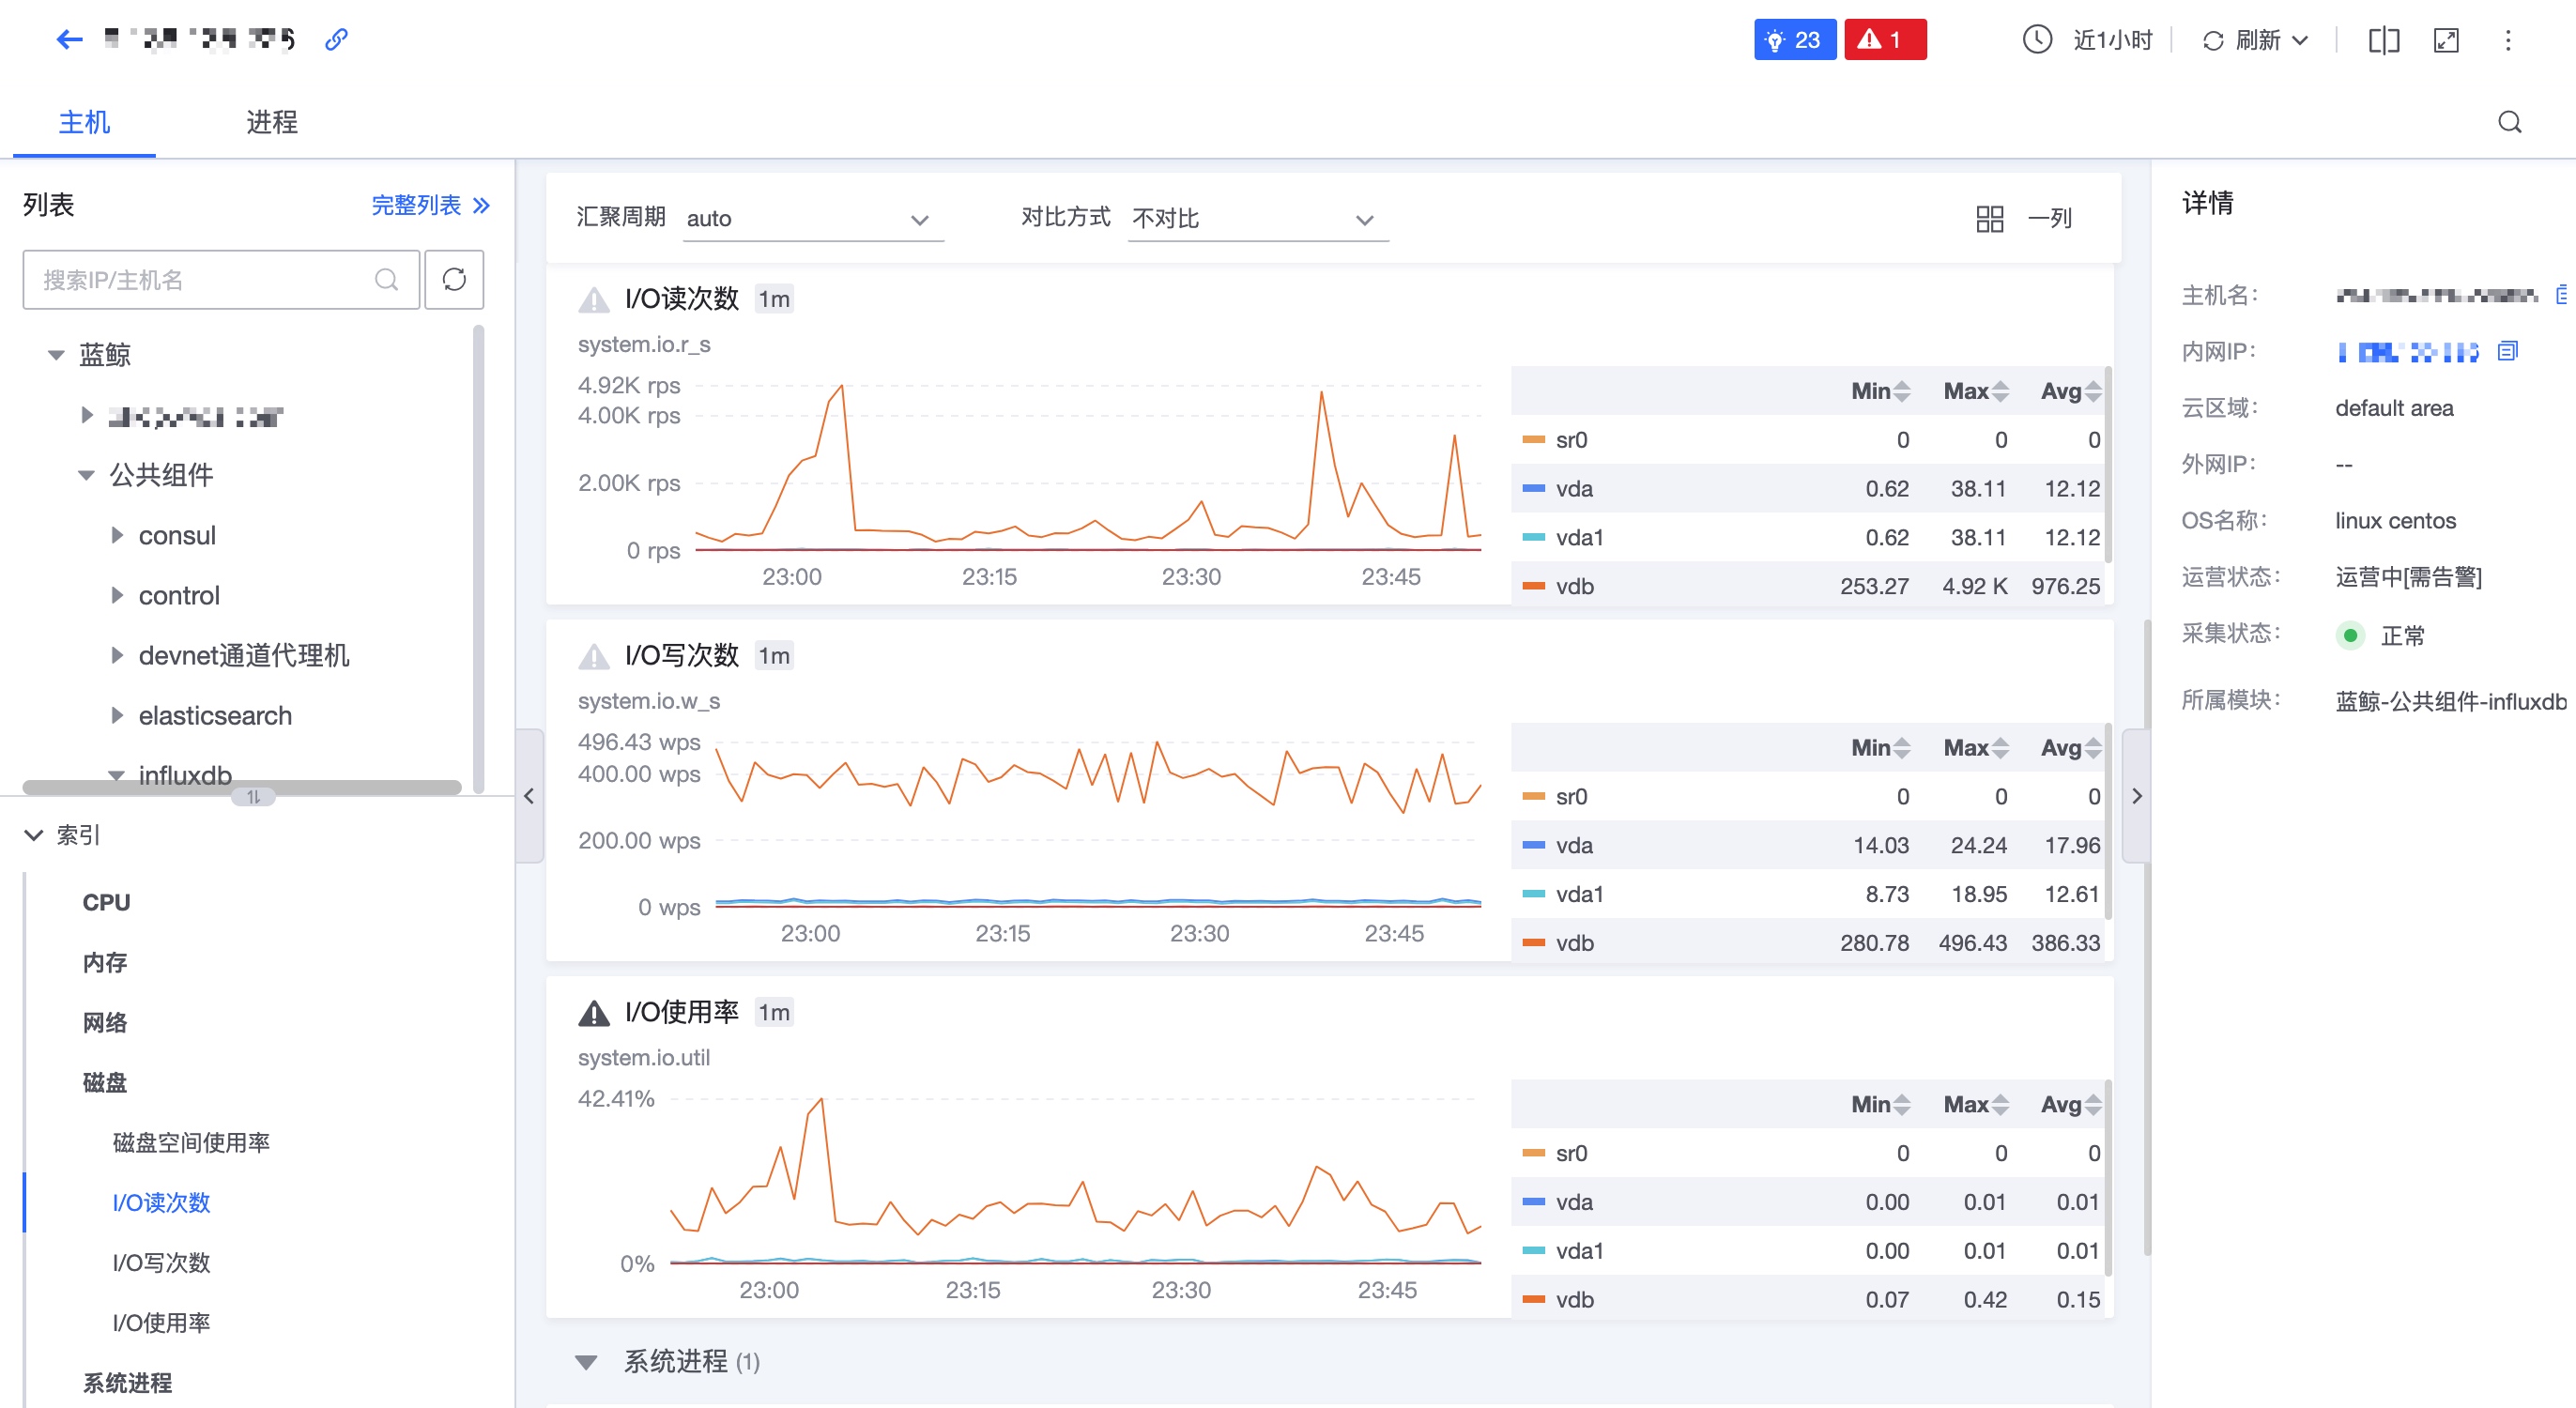 23
1
近1小时
刷新
主机
进程
列表
完整列表
搜索IP/主机名
蓝鲸
公共组件
consul
control
devnet通道代理机
elasticsearch
influxdb
索引
CPU
内存
网络
磁盘
磁盘空间使用率
I/O读次数
I/O写次数
I/O使用率
系统进程
汇聚周期 auto
对比方式 不对比
一列
I/O读次数 1m
system.io.r_s
4.92K rps
4.00K rps
2.00K rps
0 rps
23:00 23:15 23:30 23:45
Min Max Avg
sr0 0 0 0
vda 0.62 38.11 12.12
vda1 0.62 38.11 12.12
vdb 253.27 4.92 K 976.25
I/O写次数 1m
system.io.w_s
496.43 wps
400.00 wps
200.00 wps
0 wps
23:00 23:15 23:30 23:45
Min Max Avg
sr0 0 0 0
vda 14.03 24.24 17.96
vda1 8.73 18.95 12.61
vdb 280.78 496.43 386.33
I/O使用率 1m
system.io.util
42.41%
0%
23:00 23:15 23:30 23:45
Min Max Avg
sr0 0 0 0
vda 0.00 0.01 0.01
vda1 0.00 0.01 0.01
vdb 0.07 0.42 0.15
系统进程 (1)
详情
主机名：
内网IP：
云区域： default area
外网IP： --
OS名称： linux centos
运营状态： 运营中[需告警]
采集状态： 正常
所属模块： 蓝鲸-公共组件-influxdb